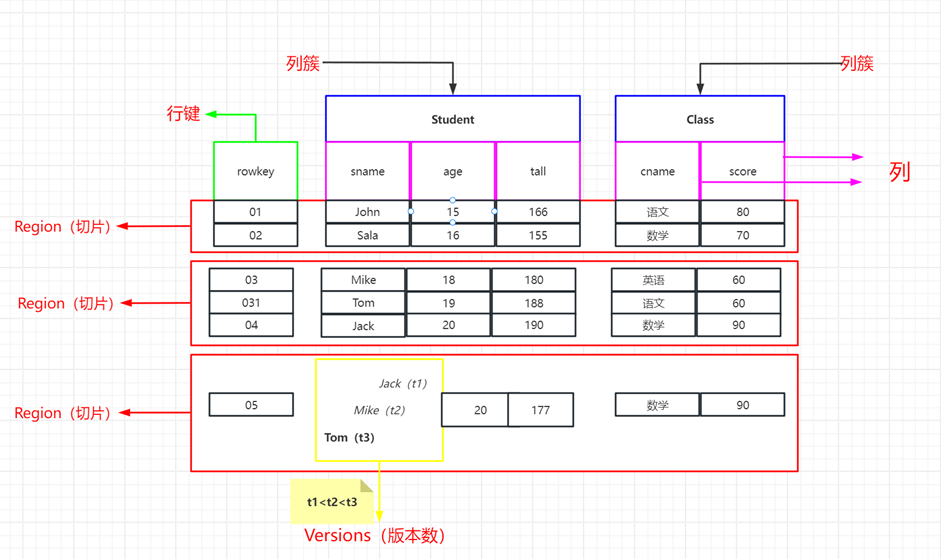 列簇 列簇
Student Class
行键
rowkey sname age tall cname score
列
01 John 15 166 语文 80
Region（切片）
02 Sala 16 155 数学 70
03 Mike 18 180 英语 60
Region（切片） 031 Tom 19 188 语文 60
04 Jack 20 190 数学 90
Jack（t1）
Region（切片） 05 Mike（t2） 20 177 数学 90
Tom（t3）
t1<t2<t3
Versions（版本数）